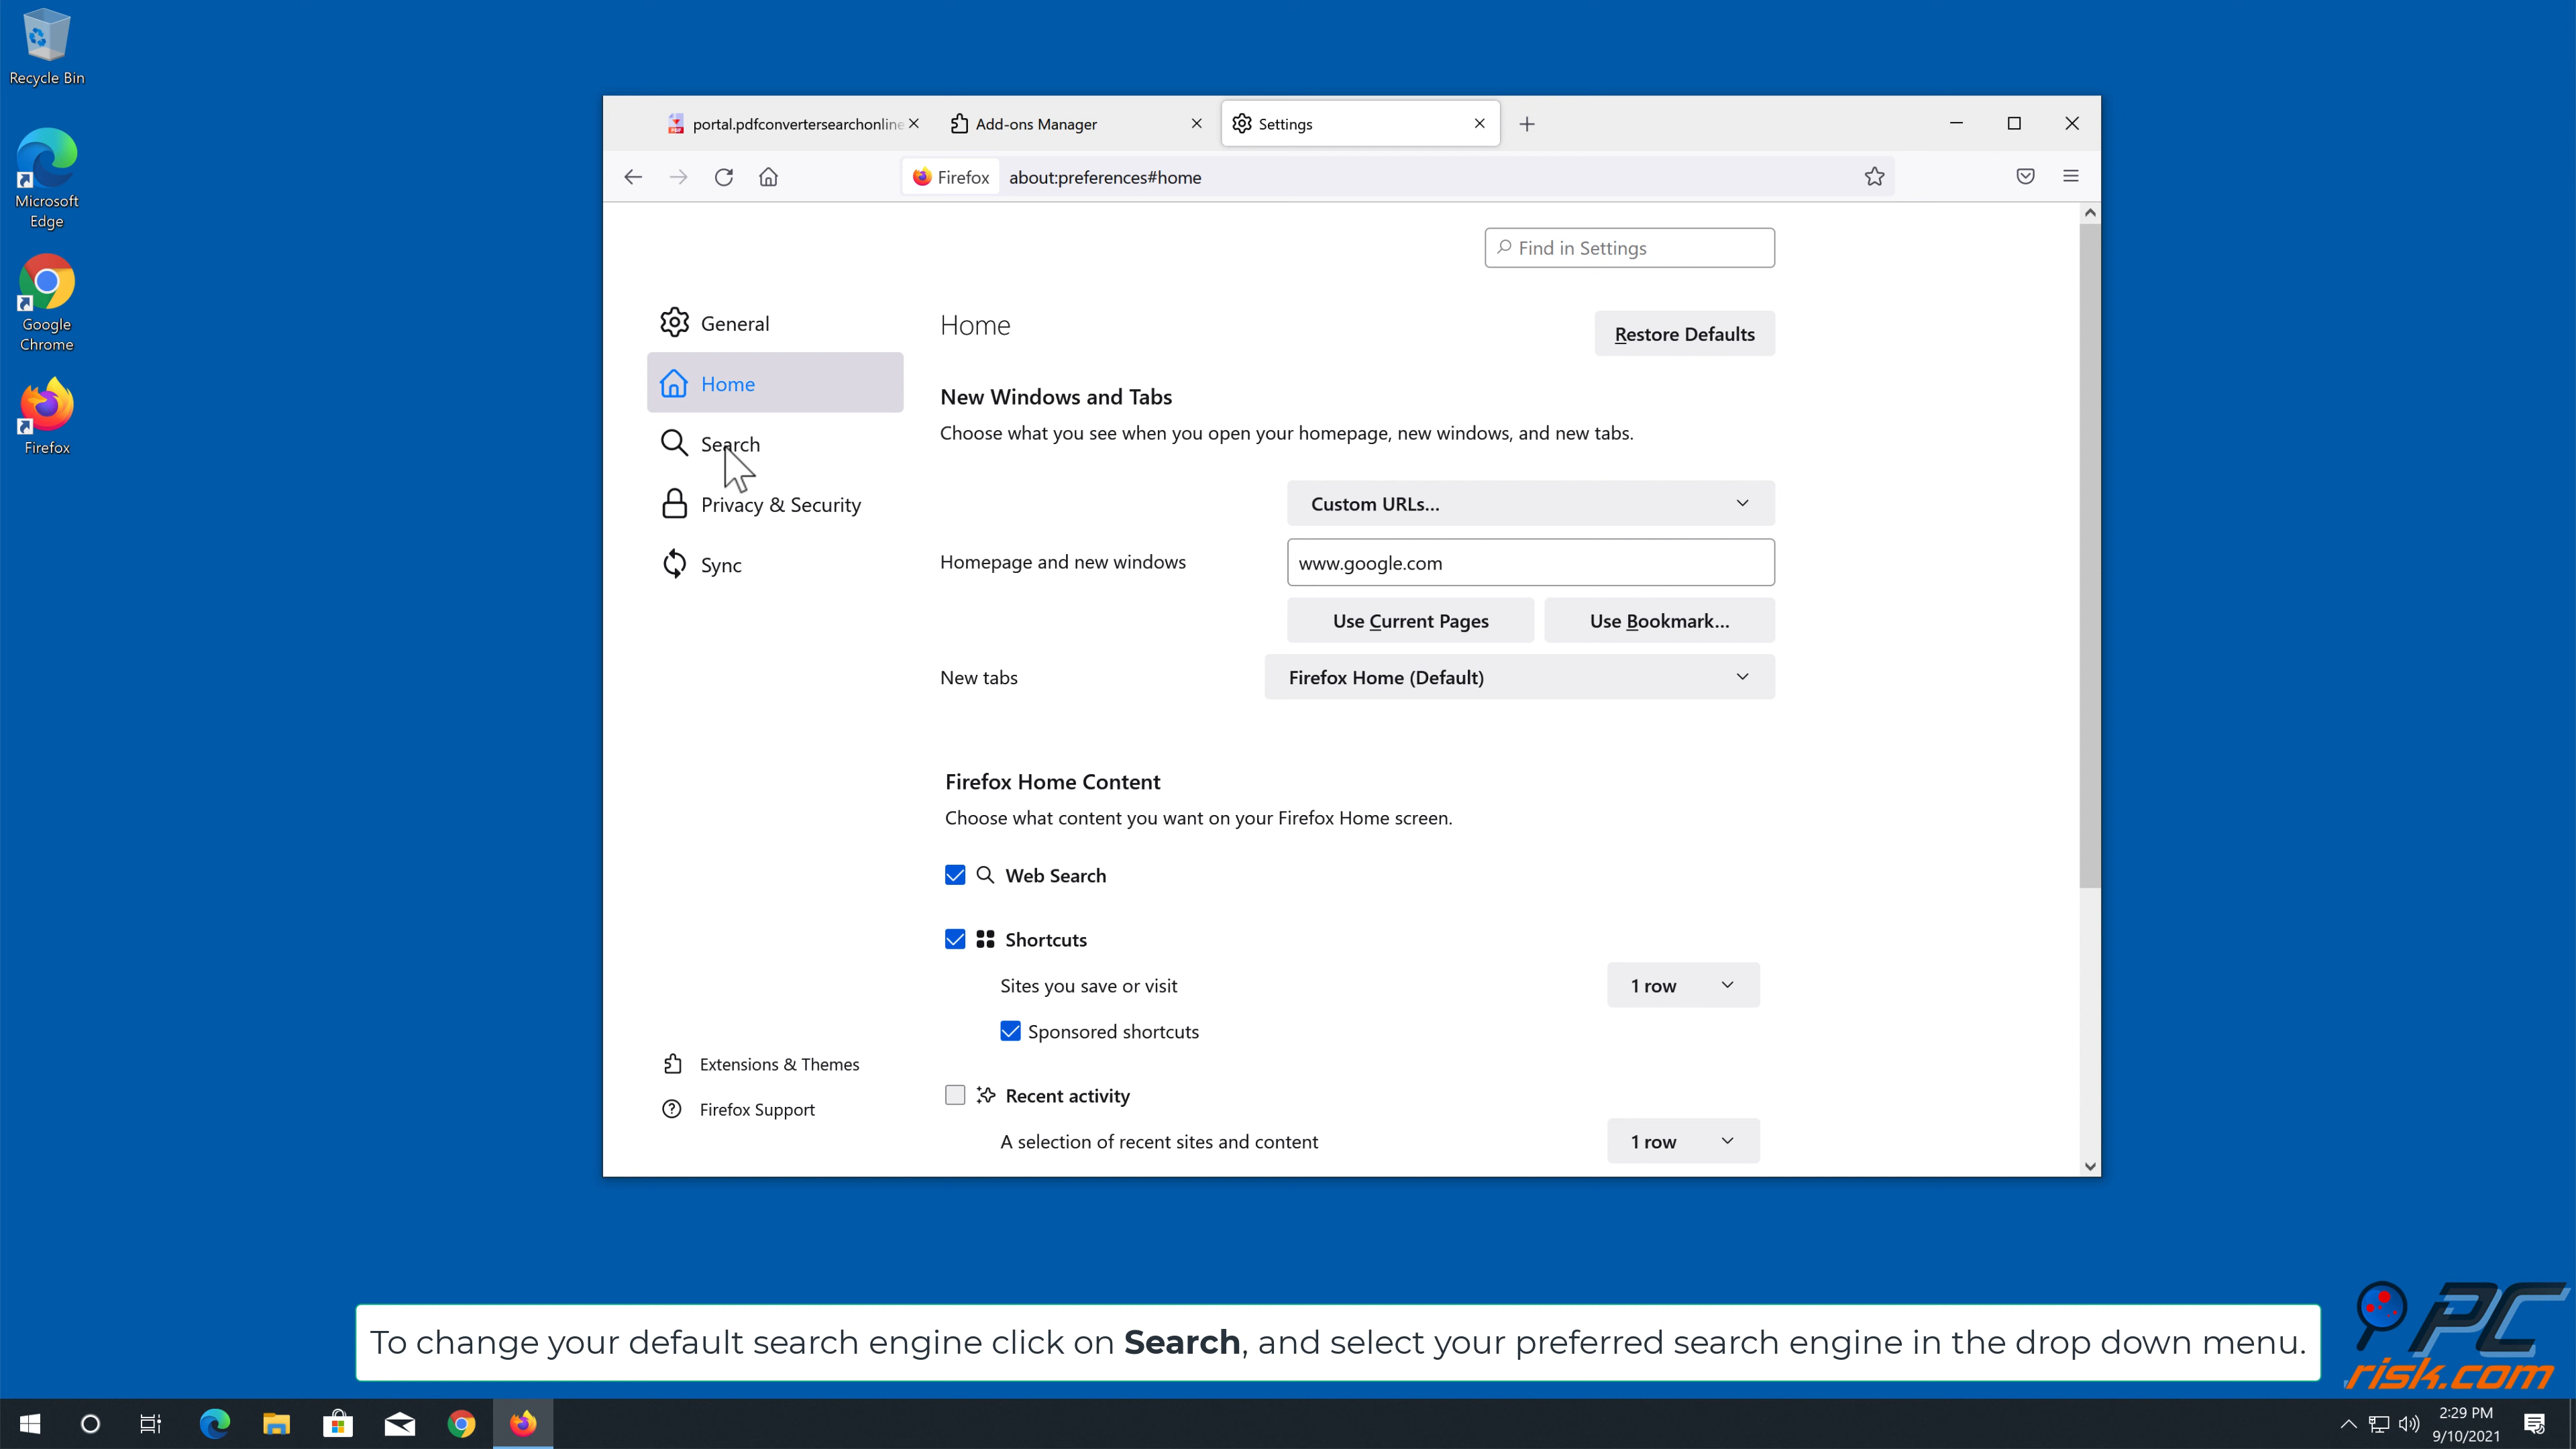 Recycle Bin
Microsoft
Edge
Google
Chrome
Firefox
portal.pdfconvertersearchonline
Add-ons Manager
Settings
Firefox
about:preferences#home
Find in Settings
General
Home
Search
Privacy & Security
Sync
Extensions & Themes
Firefox Support
Home
Restore Defaults
New Windows and Tabs
Choose what you see when you open your homepage, new windows, and new tabs.
Custom URLs...
Homepage and new windows
www.google.com
Use Current Pages
Use Bookmark...
New tabs
Firefox Home (Default)
Firefox Home Content
Choose what content you want on your Firefox Home screen.
Web Search
Shortcuts
Sites you save or visit
1 row
Sponsored shortcuts
Recent activity
A selection of recent sites and content
1 row
To change your default search engine click on Search, and select your preferred search engine in the drop down menu.
PC
risk.com
2:29 PM
9/10/2021